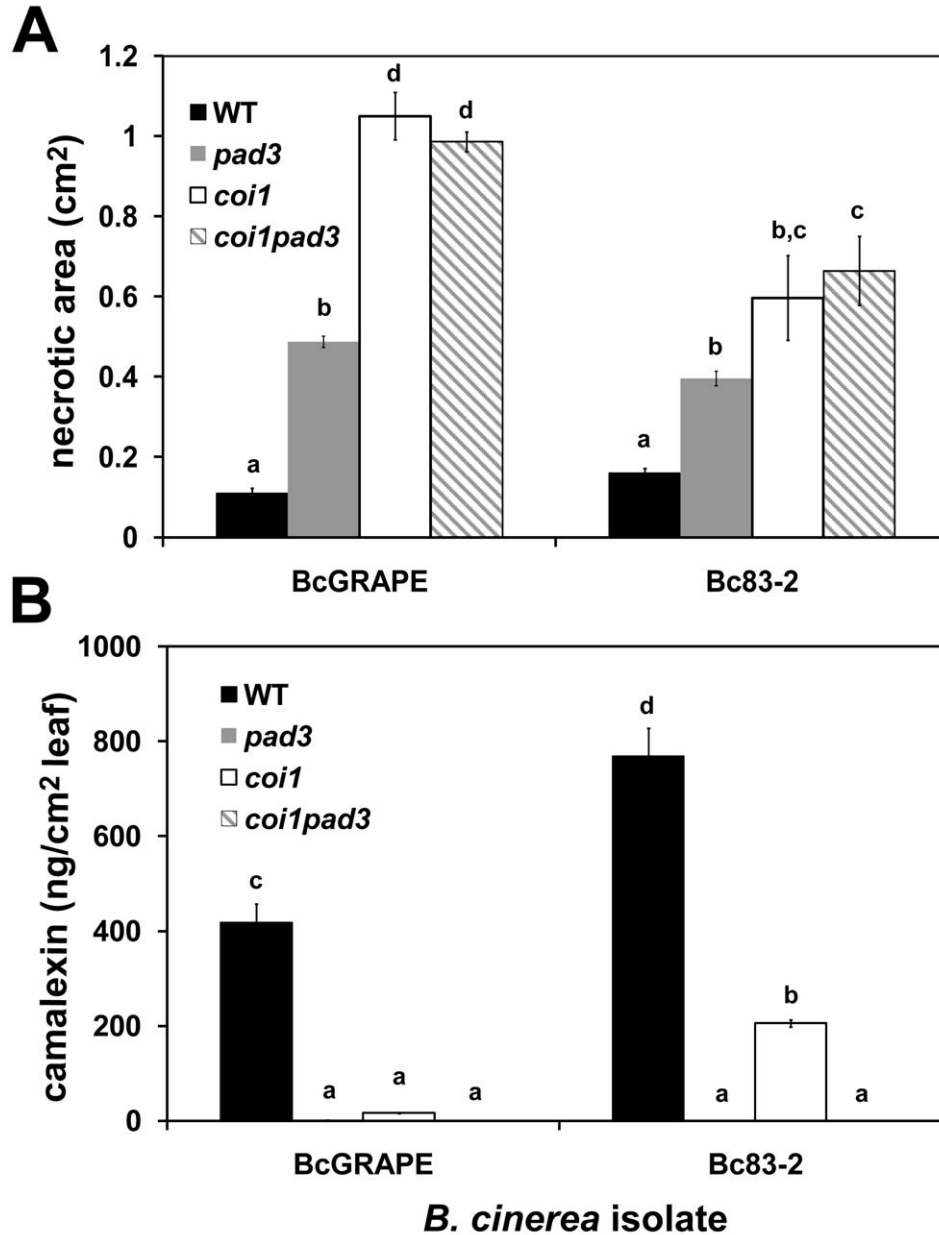 A
necrotic area (cm²)
1.2
1
0.8
0.6
0.4
0.2
0
WT
pad3
coi1
coi1pad3
a
b
d
d
a
b
b,c
c
BcGRAPE
Bc83-2
B
camalexin (ng/cm² leaf)
1000
800
600
400
200
0
WT
pad3
coi1
coi1pad3
c
a
a
a
d
a
b
a
BcGRAPE
Bc83-2
B. cinerea isolate